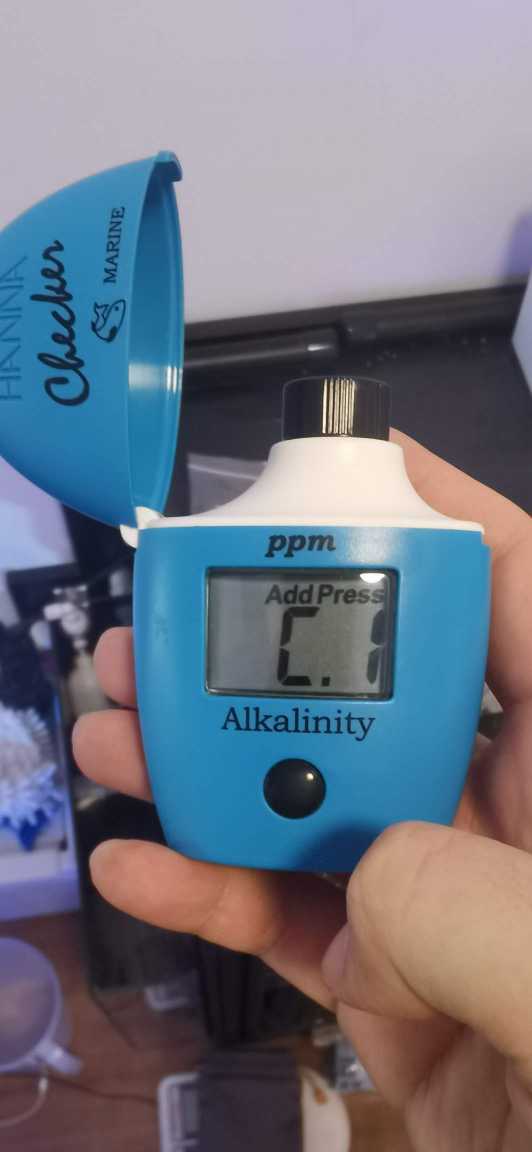 HANNA
Checker
MARINE
ppm
Add Press
C.1
Alkalinity